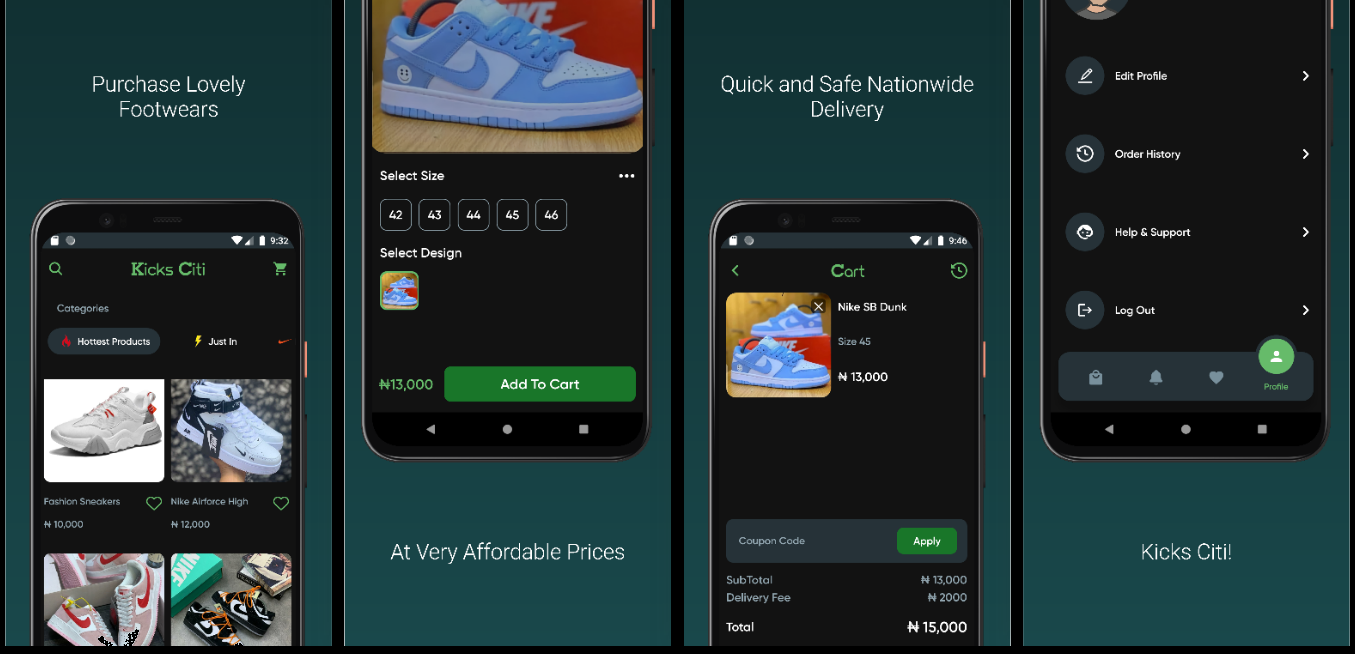 Purchase Lovely
Footwears
9:32
Kicks Citi
Categories
Hottest Products
Just In
Fashion Sneakers
Nike Airforce High
₦ 10,000
₦ 12,000
NIKE
Select Size
42
43
44
45
46
Select Design
₦13,000
Add To Cart
At Very Affordable Prices
Quick and Safe Nationwide
Delivery
9:46
Cart
Nike SB Dunk
Size 45
₦ 13,000
Coupon Code
Apply
SubTotal
₦ 13,000
Delivery Fee
₦ 2000
Total
₦ 15,000
Edit Profile
Order History
Help & Support
Log Out
Profile
Kicks Citi!